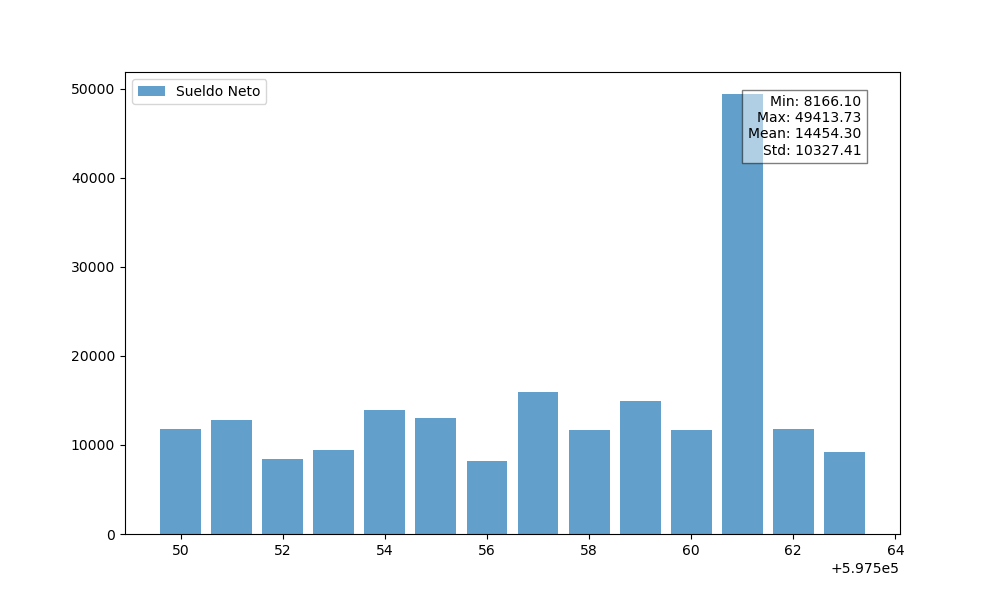 Sueldo Neto
Min: 8166.10
Max: 49413.73
Mean: 14454.30
Std: 10327.41
50000
40000
30000
20000
10000
0
50 52 54 56 58 60 62 64
+5.975e5